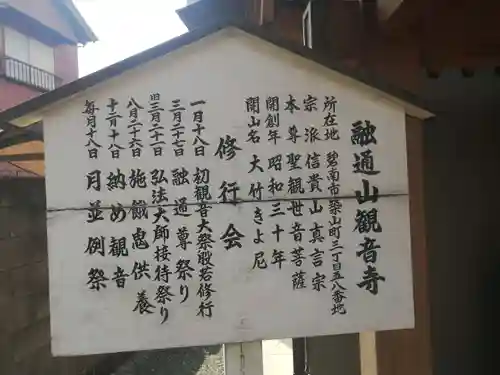 融通山観音寺
所在地 碧南市築山町三丁目五八番地
宗派 信貴山真言宗
本尊 聖観世音菩薩
開創年 昭和三十年
開山名 大竹きよ尼
修行会
一月十八日 初観音大祭般若修行
三月二十七日 融通尊祭り
旧三月二十一日 弘法大師接待祭り
八月二十六日 施餓鬼供養
十二月十八日 納め観音
毎月十八日 月並例祭